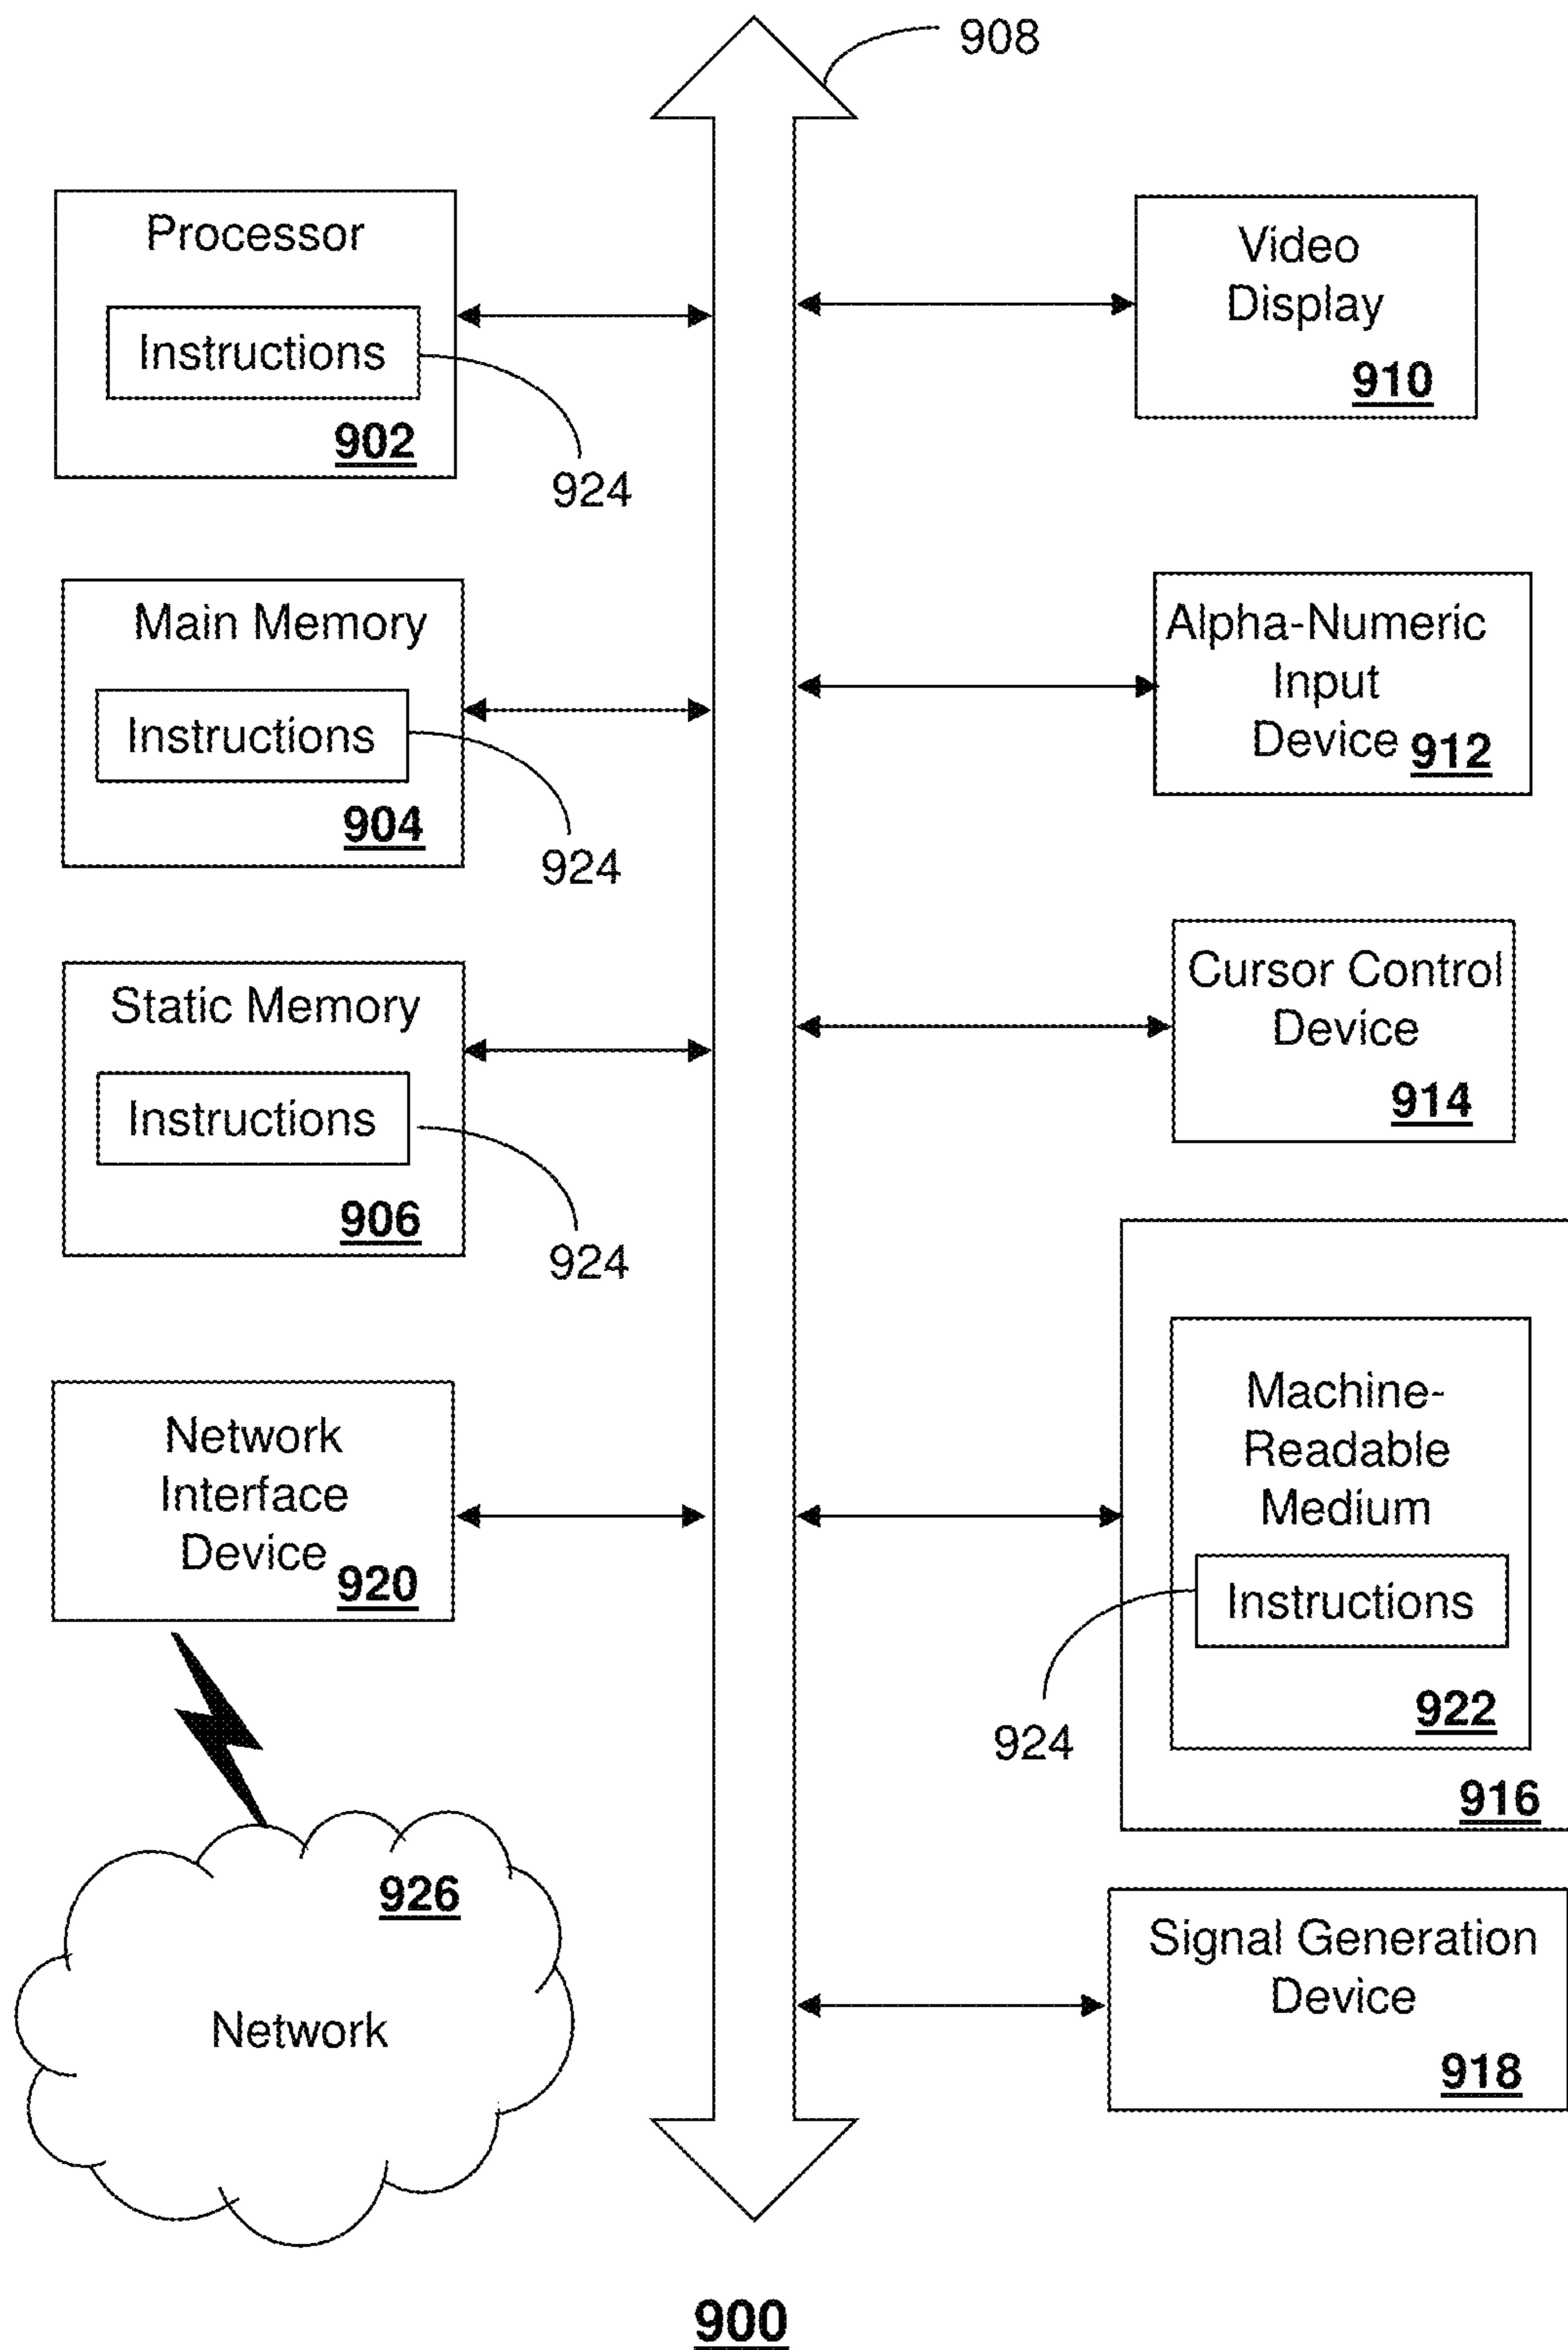 908
Processor
Instructions
902
924
Main Memory
Instructions
904
924
Static Memory
Instructions
906
924
Network
Interface
Device
920
926
Network
Video
Display
910
Alpha-Numeric
Input
Device 912
Cursor Control
Device
914
Machine-
Readable
Medium
Instructions
924
922
916
Signal Generation
Device
918
900